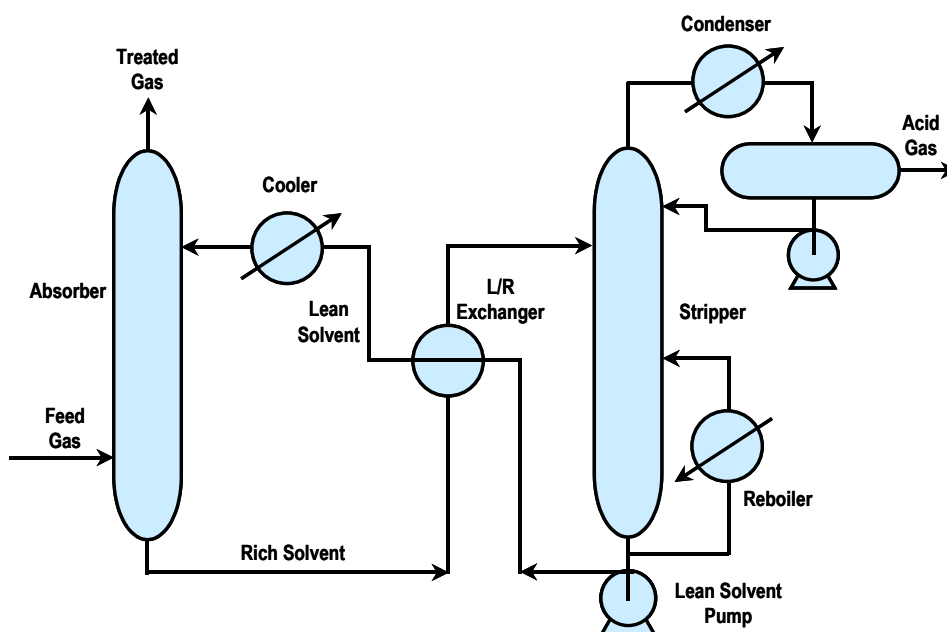 Condenser
Treated
Gas
Acid
Gas
Cooler
Absorber
L/R
Exchanger
Lean
Solvent
Stripper
Feed
Gas
Reboiler
Rich Solvent
Lean Solvent
Pump